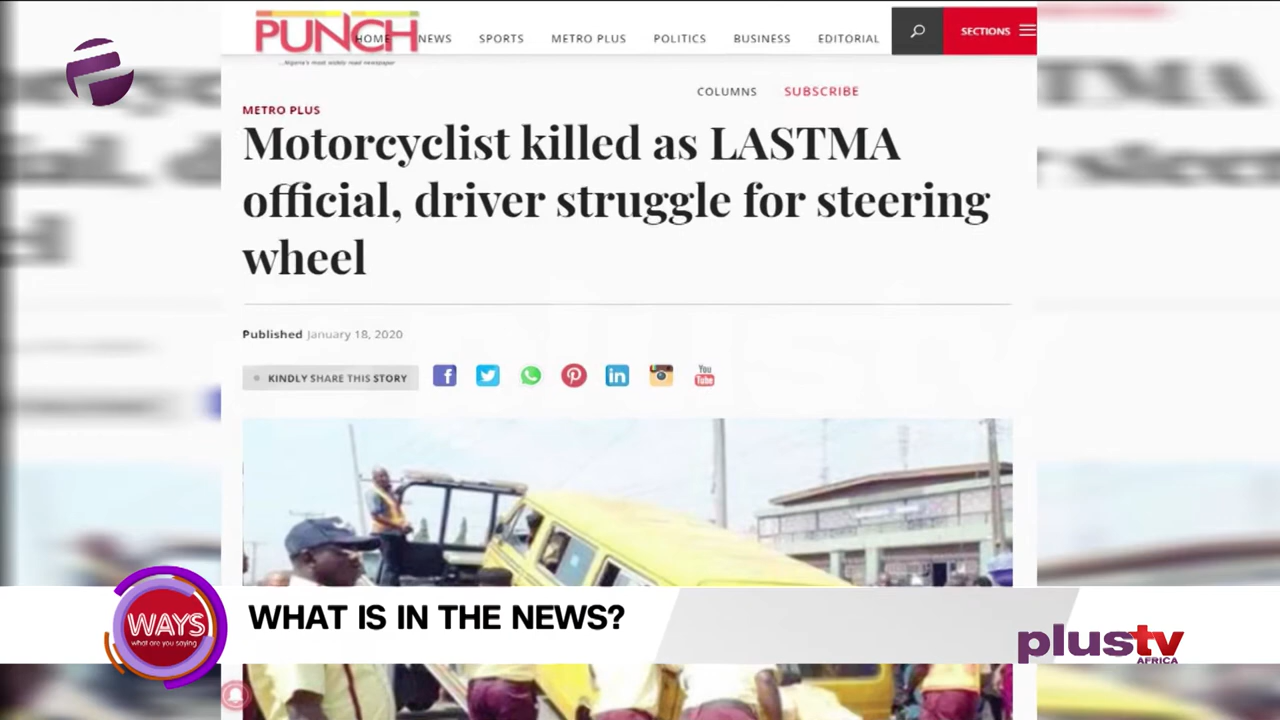 PUNCH
...Nigeria's most widely read newspaper
HOME NEWS SPORTS METRO PLUS POLITICS BUSINESS EDITORIAL SECTIONS
COLUMNS SUBSCRIBE
METRO PLUS
Motorcyclist killed as LASTMA
official, driver struggle for steering
wheel
Published January 18, 2020
KINDLY SHARE THIS STORY
You
Tube
WHAT IS IN THE NEWS?
WAYS
what are you saying
plustv
AFRICA